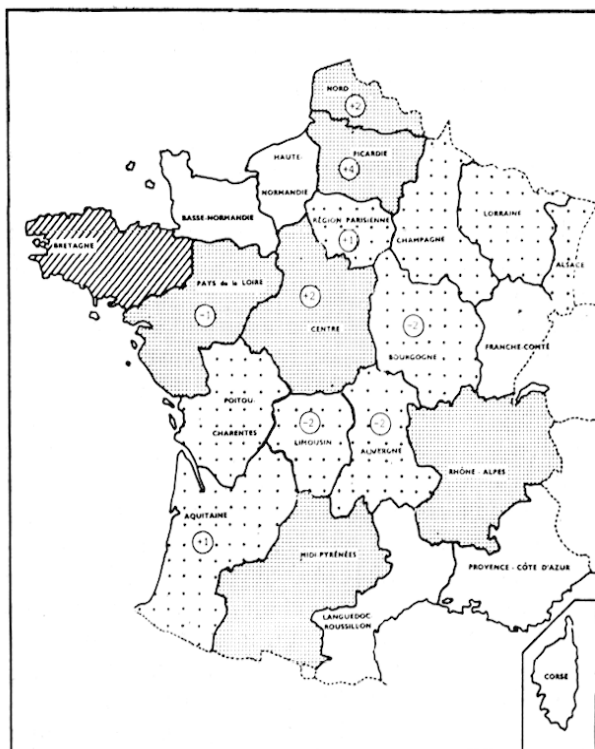 NORD
+2
HAUTE-
NORMANDIE
PICARDIE
+4
BASSE-NORMANDIE
RÉGION PARISIENNE
+1
CHAMPAGNE
LORRAINE
ALSACE
BRETAGNE
PAYS de la LOIRE
-1
+2
CENTRE
-2
BOURGOGNE
FRANCHE-COMTÉ
POITOU-
CHARENTES
-2
LIMOUSIN
-2
AUVERGNE
RHÔNE - ALPES
AQUITAINE
+1
MIDI PYRÉNÉES
PROVENCE - CÔTE D'AZUR
LANGUEDOC
ROUSSILLON
CORSE